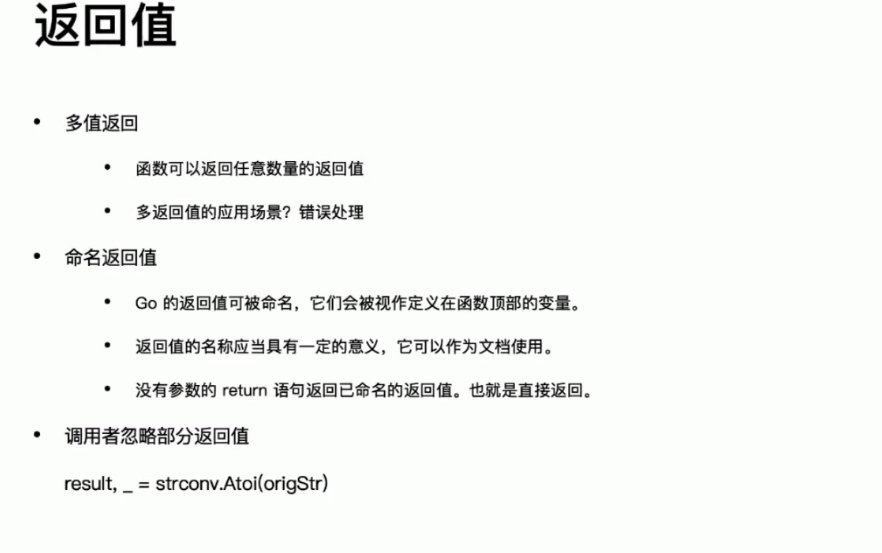 返回值
• 多值返回
• 函数可以返回任意数量的返回值
• 多返回值的应用场景？错误处理
• 命名返回值
• Go 的返回值可被命名，它们会被视作定义在函数顶部的变量。
• 返回值的名称应当具有一定的意义，它可以作为文档使用。
• 没有参数的 return 语句返回已命名的返回值。也就是直接返回。
• 调用者忽略部分返回值
result, _ = strconv.Atoi(origStr)